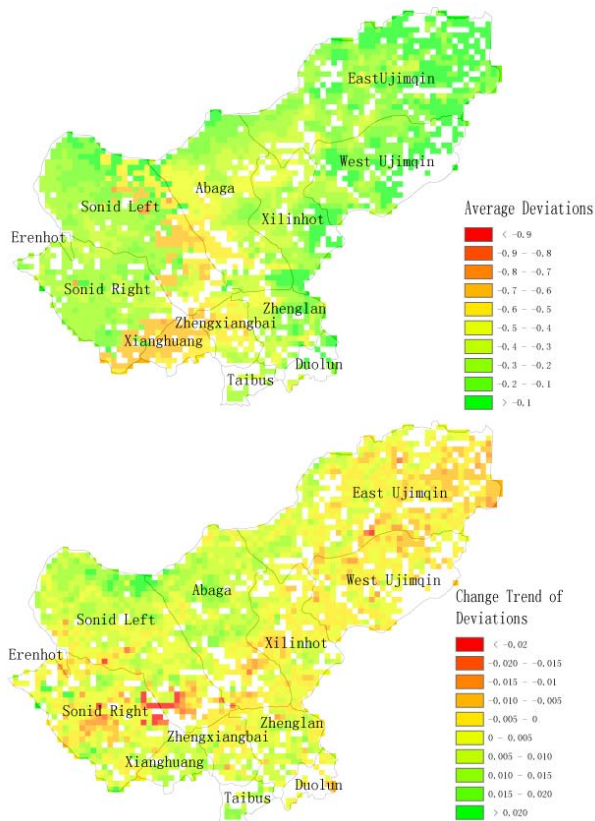 EastUjimqin
West Ujimqin
Abaga
Sonid Left
Xilinhot
Erenhot
Sonid Right
Zhenglan
Zhengxiangbai
Xianghuang
Duolun
Taibus
Average Deviations
< -0.9
-0.9 - -0.8
-0.8 - -0.7
-0.7 - -0.6
-0.6 - -0.5
-0.5 - -0.4
-0.4 - -0.3
-0.3 - -0.2
-0.2 - -0.1
> -0.1
East Ujimqin
West Ujimqin
Abaga
Sonid Left
Xilinhot
Erenhot
Sonid Right
Zhenglan
Zhengxiangbai
Xianghuang
Duolun
Taibus
Change Trend of
Deviations
< -0.02
-0.020 - -0.015
-0.015 - -0.01
-0.010 - -0.005
-0.005 - 0
0 - 0.005
0.005 - 0.010
0.010 - 0.015
0.015 - 0.020
> 0.020